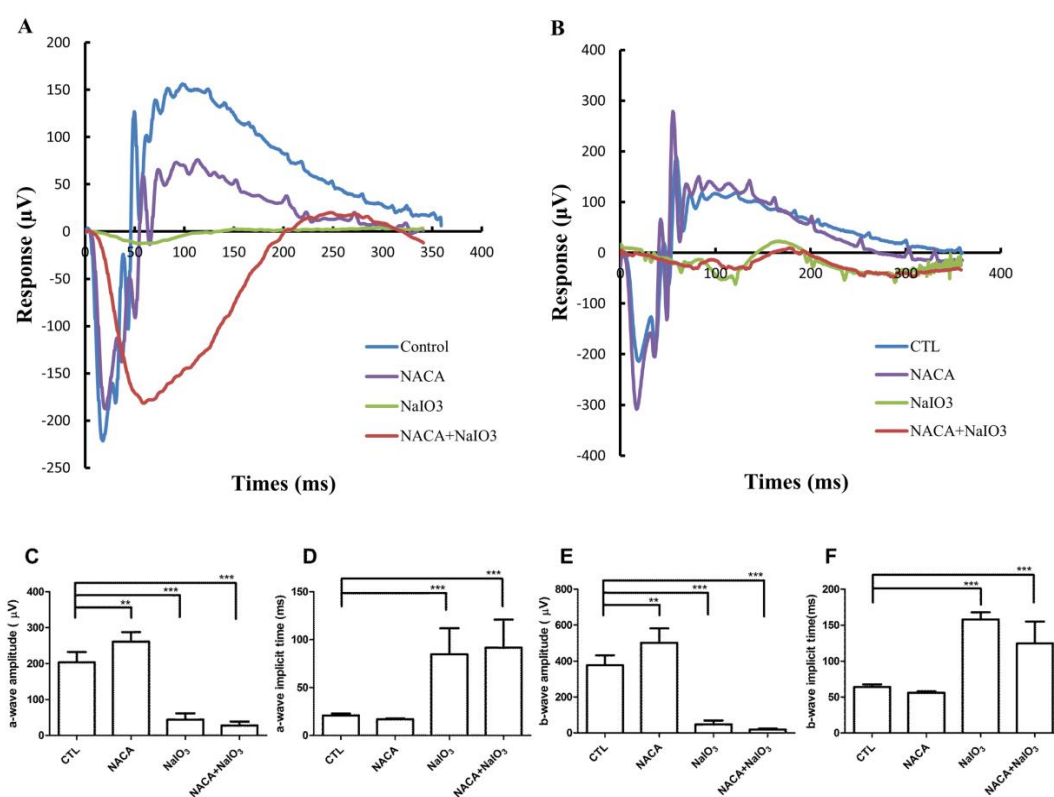 A
Response (µV)
200
150
100
50
0
-50
-100
-150
-200
-250
0
50
100
150
200
250
300
350
400
Control
NACA
NaIO3
NACA+NaIO3
Times (ms)
B
Response (µV)
400
300
200
100
0
-100
-200
-300
-400
0
100
200
300
400
CTL
NACA
NaIO3
NACA+NaIO3
Times (ms)
C
a-wave amplitude ( µV)
400
300
200
100
0
***
***
**
CTL
NACA
NaIO₃
NACA+NaIO₃
D
a-wave implicit time (ms)
150
100
50
0
***
***
CTL
NACA
NaIO₃
NACA+NaIO₃
E
b-wave amplitude ( µV)
800
600
400
200
0
***
***
**
CTL
NACA
NaIO₃
NACA+NaIO₃
F
b-wave implicit time(ms)
200
150
100
50
0
***
***
CTL
NACA
NaIO₃
NACA+NaIO₃